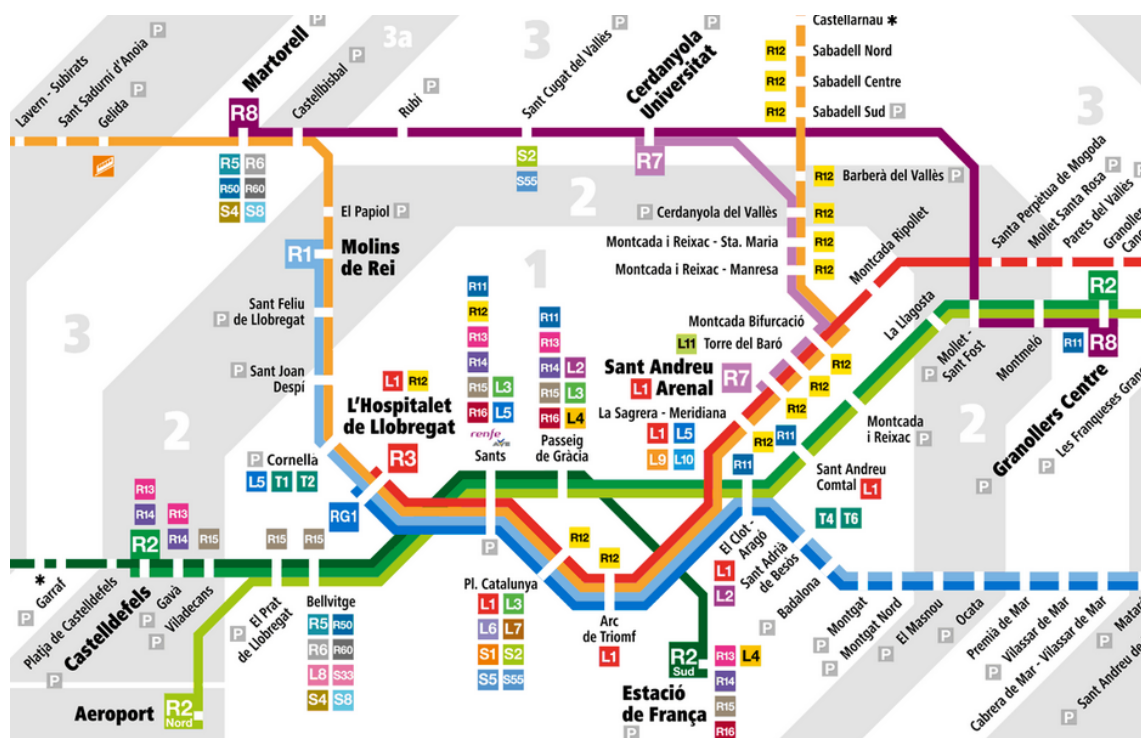 Castellarnau *
Lavern - Subirats
Sant Sadurní d'Anoia
P
Gelida
P
Martorell
P
3a
Castellbisbal
P
3
Rubí
P
Sant Cugat del Vallès
P
Cerdanyola
Universitat
P
R12
Sabadell Nord
R12
Sabadell Centre
R12
Sabadell Sud P
3
R8
R5 R6
R50 R60
S4 S8
S2
S55
R7
R12
Barberà del Vallès P
2
El Papiol P
P Cerdanyola del Vallès
R12
Montcada i Reixac - Sta. Maria
R12
Montcada i Reixac - Manresa
R12
Montcada Ripollet
Santa Perpètua de Mogoda
P
Mollet Santa Rosa
P
Parets del Vallès
P
R1
Molins
de Rei
1
3
Sant Feliu
P de Llobregat
P Sant Joan
Despí
R11
R12
R13
R14
R15 L3
R16 L5
renfe
Sants
P
R11
R13
R14 L2
R15 L3
R16 L4
Passeig
de Gràcia
Montcada Bifurcació
L11 Torre del Baró
Sant Andreu
Arenal
L1
R7
R12
R12
R12
R12
R11
R11
La Sagrera - Meridiana
L1 L5
L9 L10
La Llagosta
Mollet -
Sant Fost
P
Montmeló
R2
R11
R8
Granollers Centre
P
P
2
Montcada
i Reixac P
L1 R12
L'Hospitalet
de Llobregat
R3
RG1
2
P Cornella
L5 T1 T2
Sant Andreu
Comtal L1
T4 T6
R13
R14
R2
R13
R14
R15
R15
R15
*
Garraf
P
Platja de Castelldefels
P
Castelldefels
P
Gavà
P
Viladecans
El Prat
de Llobregat
P
Bellvitge
R5 R50
R6 R60
L8 S33
S4 S8
Aeroport
R2
Nord
Pl. Catalunya
R12
L1 L3
L6 L7
S1 S2
S5 S55
R12
Arc
de Triomf
L1
R2
Sud
Estació
de França
P
R13 L4
R14
R15
R16
El Clot -
Aragó
L1
L2
Sant Adrià
de Besòs
Badalona
P
Montgat
P
Montgat Nord
P
El Masnou
P
Ocata
P
Premià de Mar
Vilassar de Mar
Cabrera de Mar - Vilassar de Mar
P